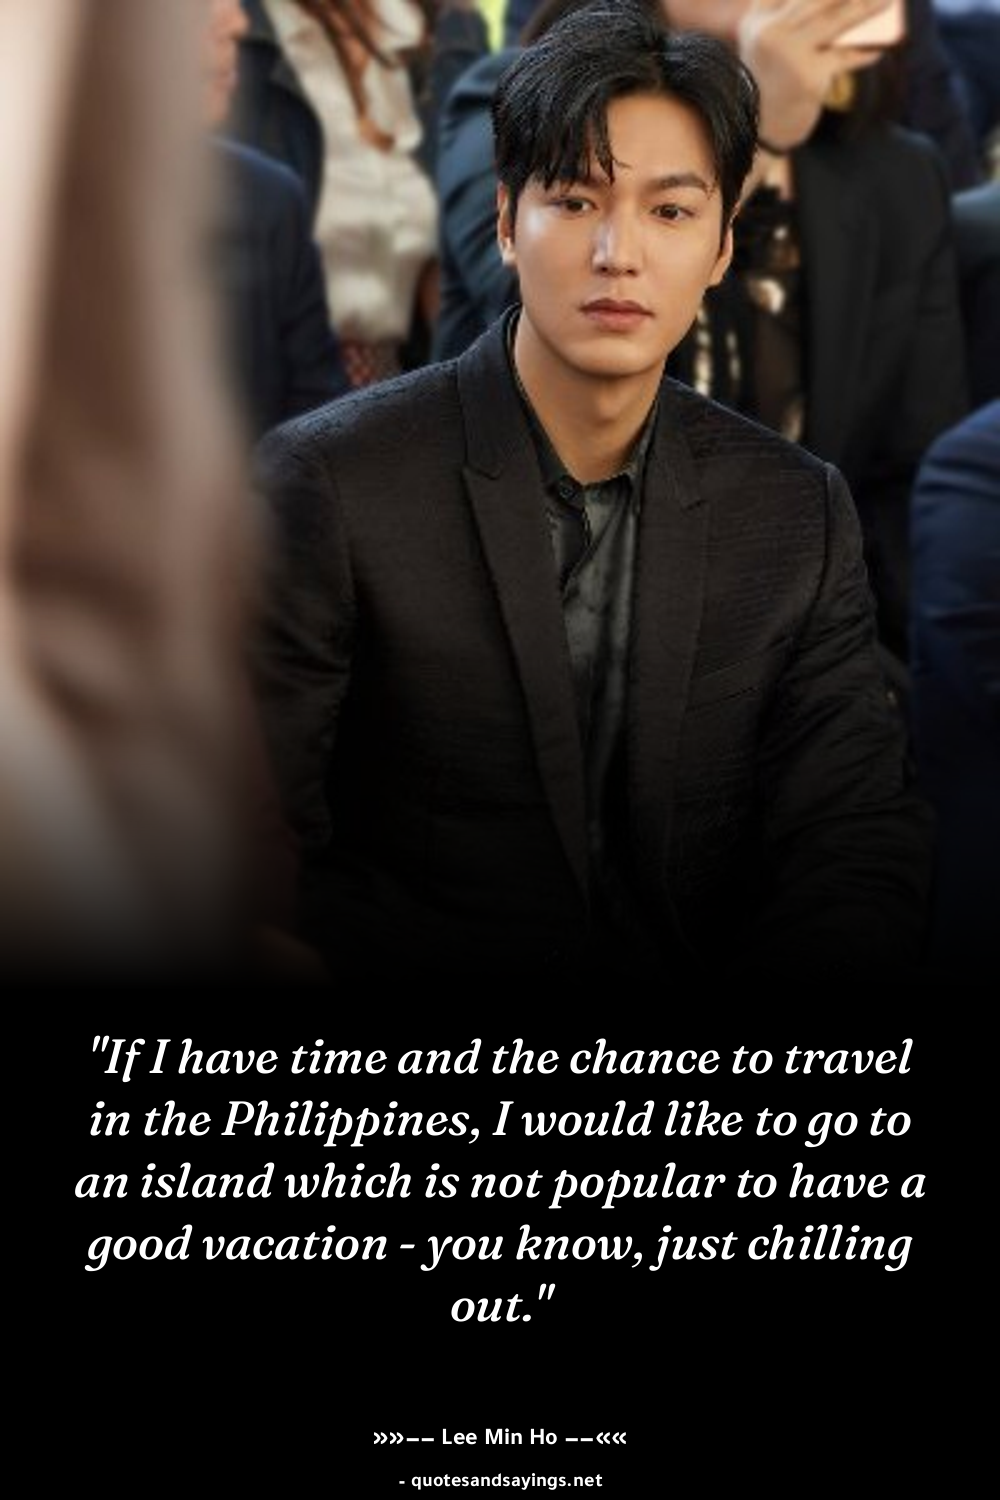 "If I have time and the chance to travel
in the Philippines, I would like to go to
an island which is not popular to have a
good vacation - you know, just chilling
out."
»»–– Lee Min Ho ––««
- quotesandsayings.net